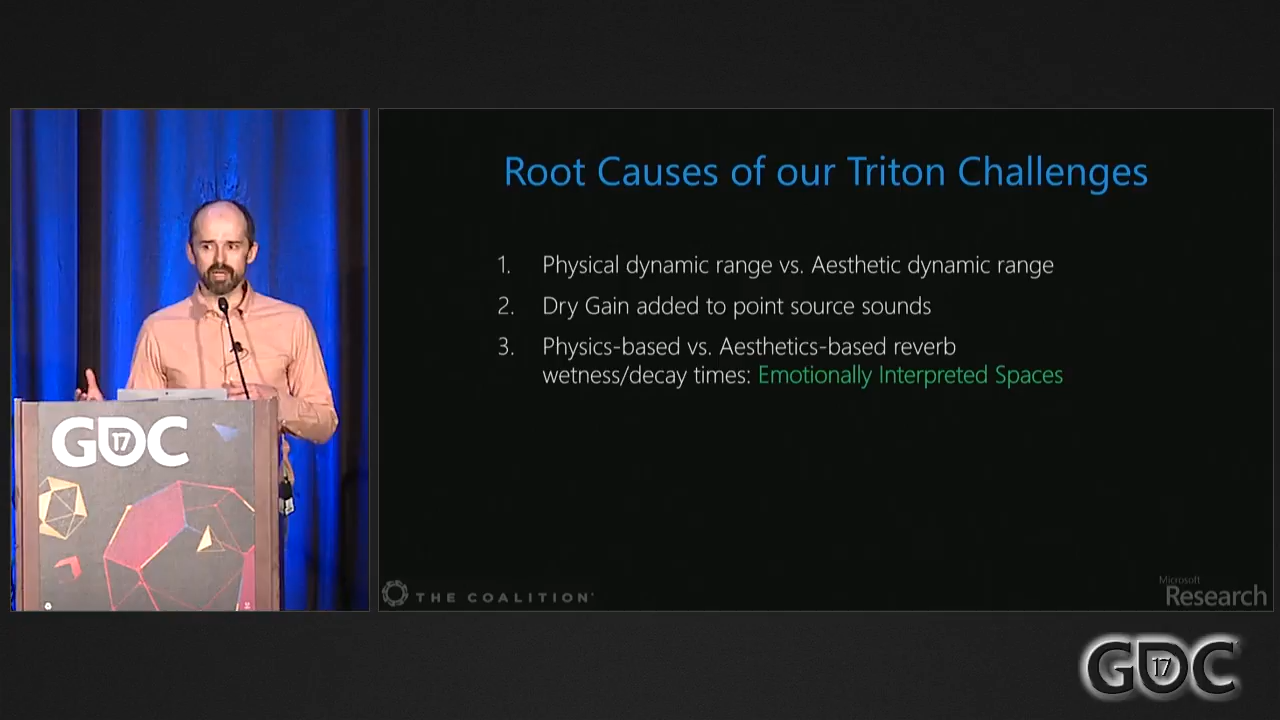 Root Causes of our Triton Challenges
1. Physical dynamic range vs. Aesthetic dynamic range
2. Dry Gain added to point source sounds
3. Physics-based vs. Aesthetics-based reverb
wetness/decay times: Emotionally Interpreted Spaces
GDC
17
THE COALITION
Microsoft
Research
GDC
17